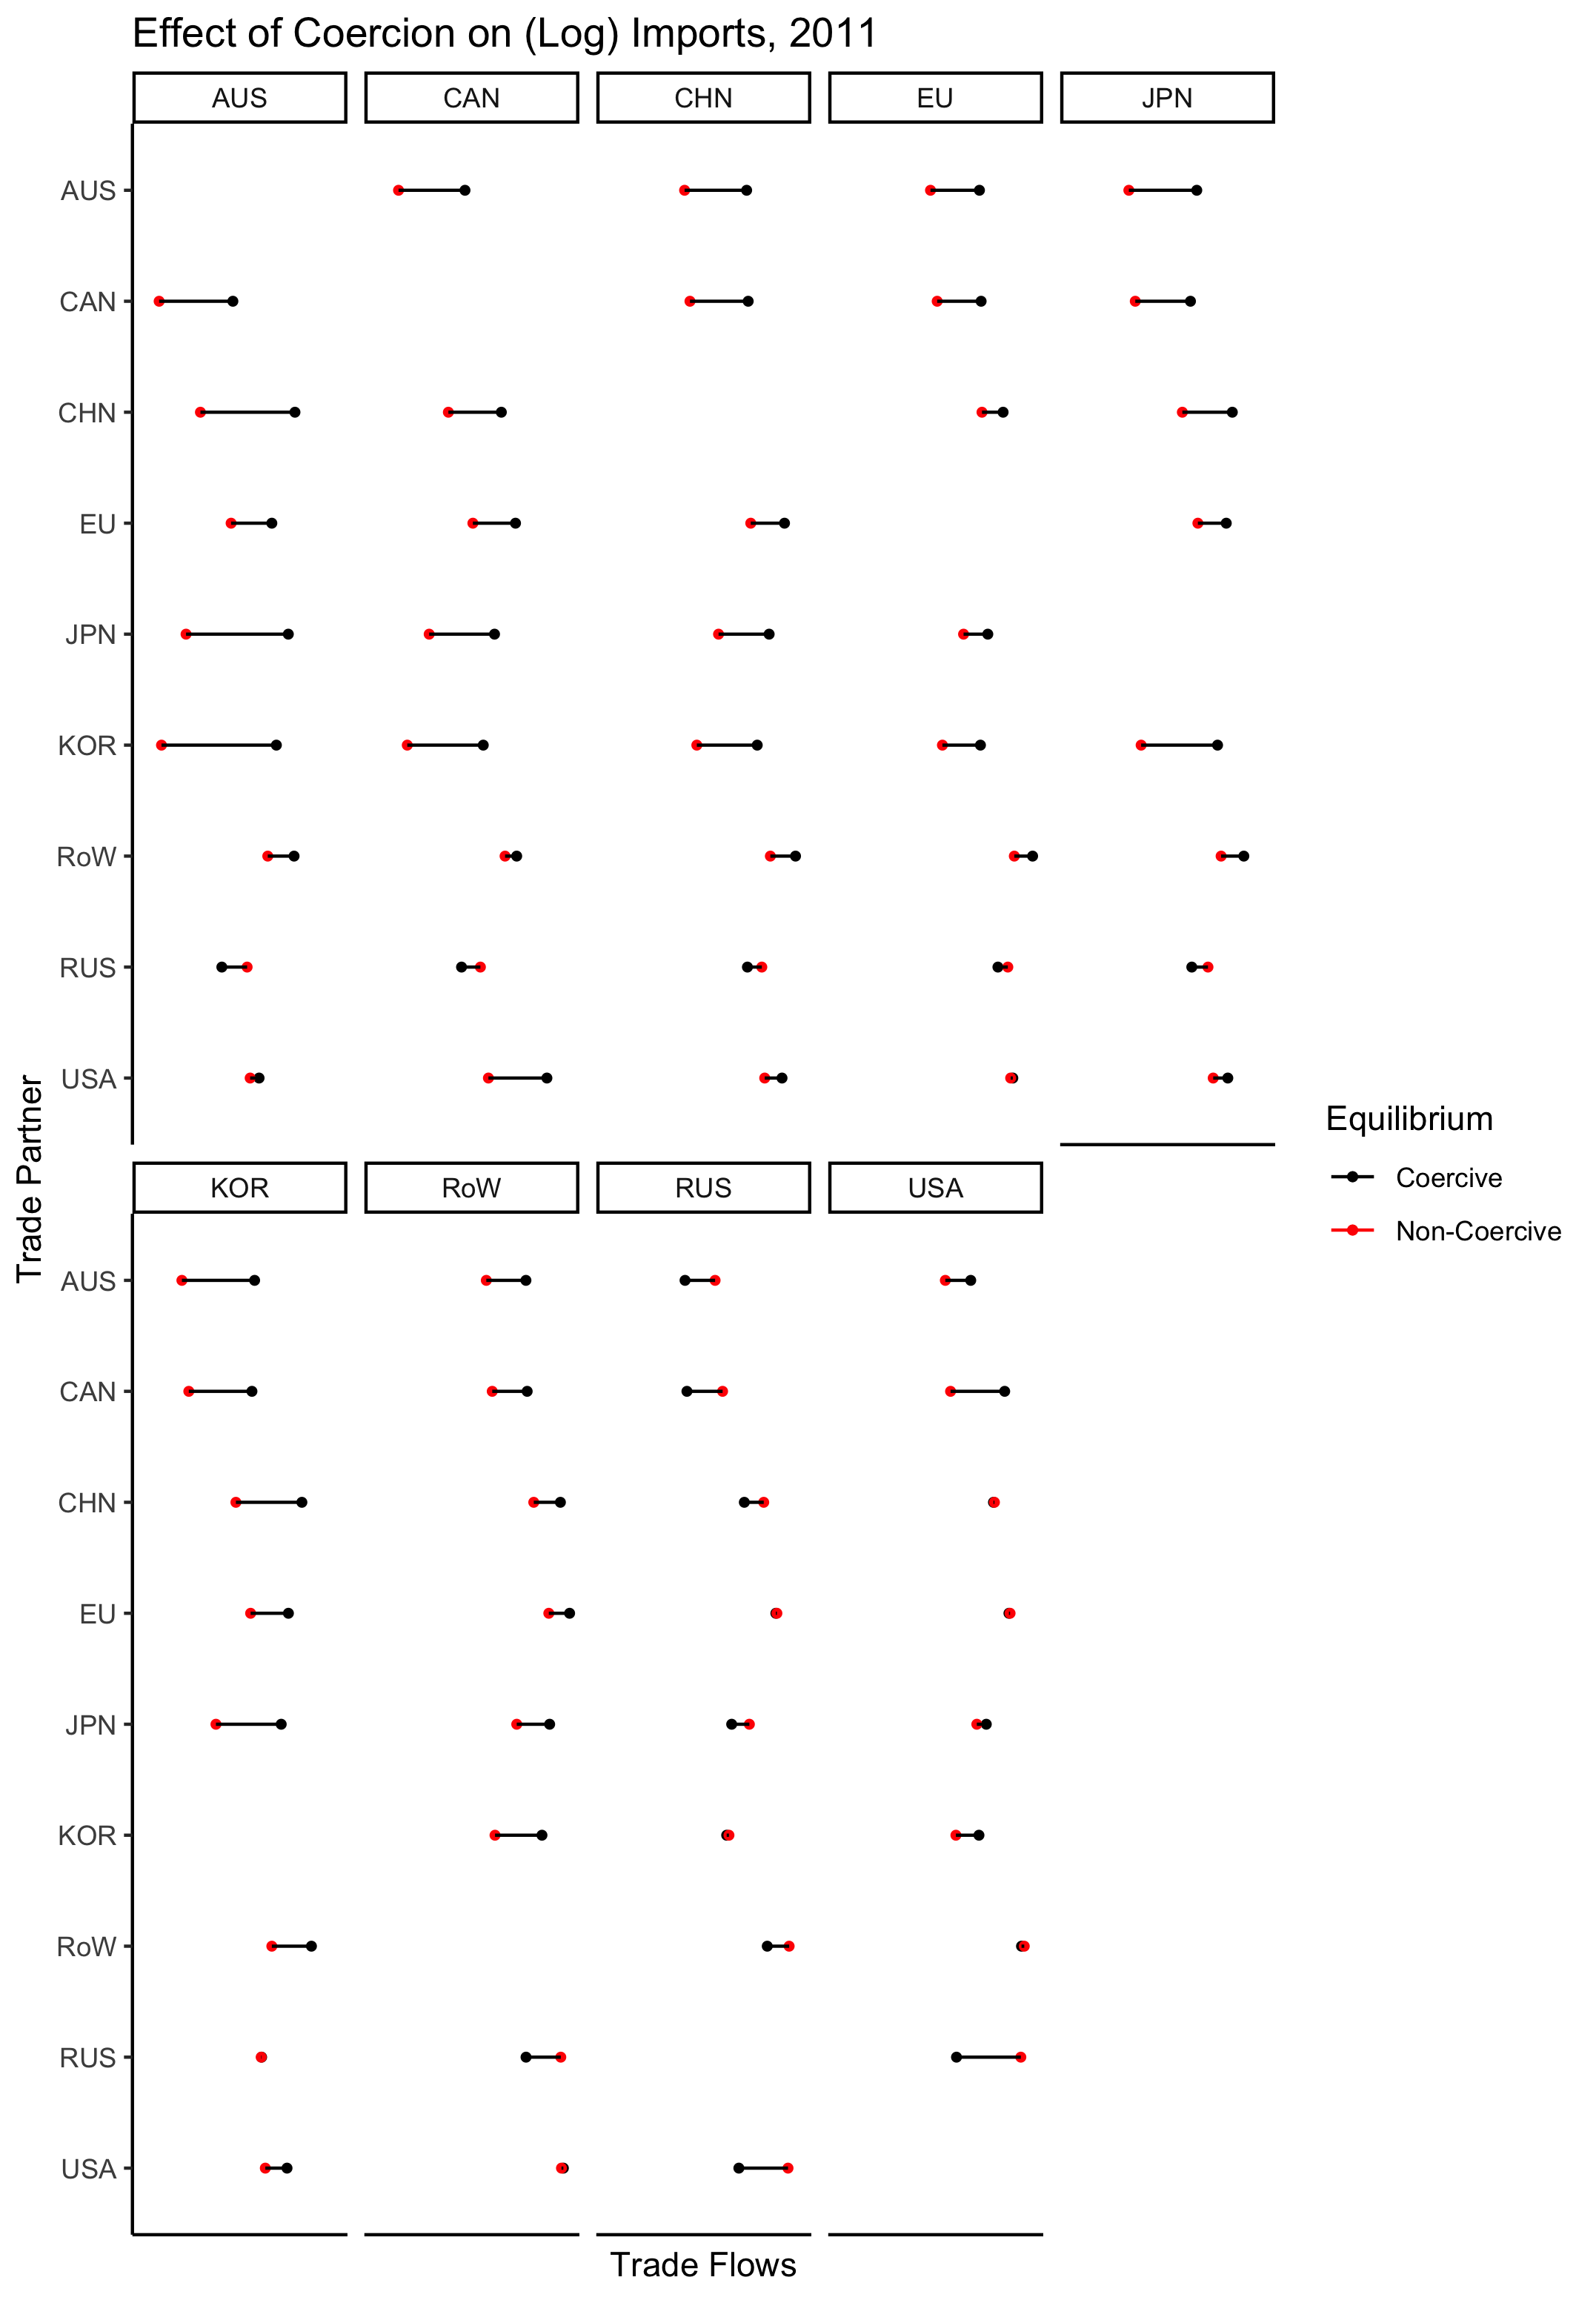 Effect of Coercion on (Log) Imports, 2011
AUS CAN CHN EU JPN
AUS
CAN
CHN
EU
JPN
KOR
RoW
RUS
USA
KOR RoW RUS USA
AUS
CAN
CHN
EU
JPN
KOR
RoW
RUS
USA
Trade Partner
Trade Flows
Equilibrium
Coercive
Non-Coercive